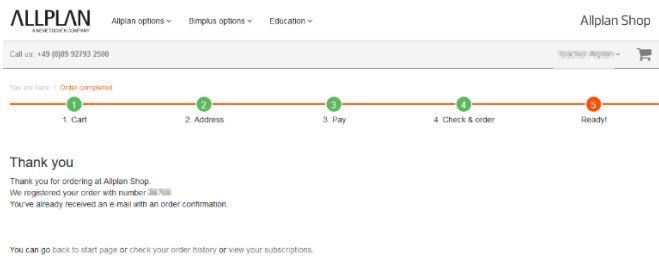 ALLPLAN
A NEMETSCHEK COMPANY
Allplan options
Bimplus options
Education
Allplan Shop
Call us: +49 (0)89 92793 2500
You are here / Order completed
1 2 3 4 5
1. Cart 2. Address 3. Pay 4. Check & order Ready!
Thank you
Thank you for ordering at Allplan Shop.
We registered your order with number
You've already received an e-mail with an order confirmation.
You can go back to start page or check your order history or view your subscriptions.